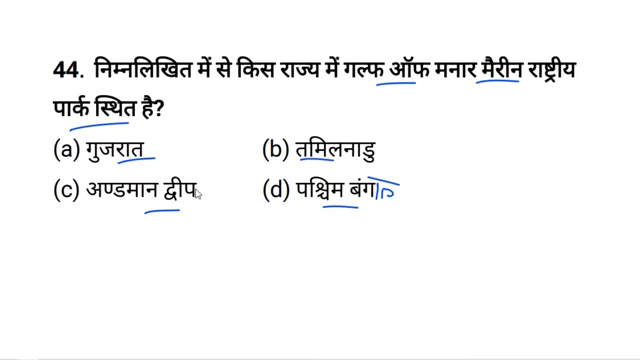 44. निम्नलिखित में से किस राज्य में गल्फ ऑफ मनार मैरीन राष्ट्रीय
पार्क स्थित है?
(a) गुजरात (b) तमिलनाडु
(c) अण्डमान द्वीप (d) पश्चिम बंग